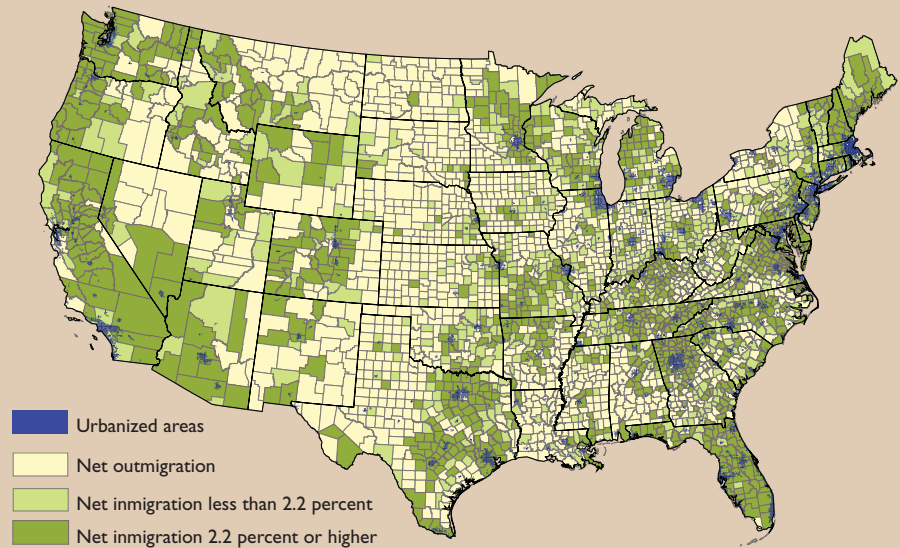 Urbanized areas
Net outmigration
Net inmigration less than 2.2 percent
Net inmigration 2.2 percent or higher